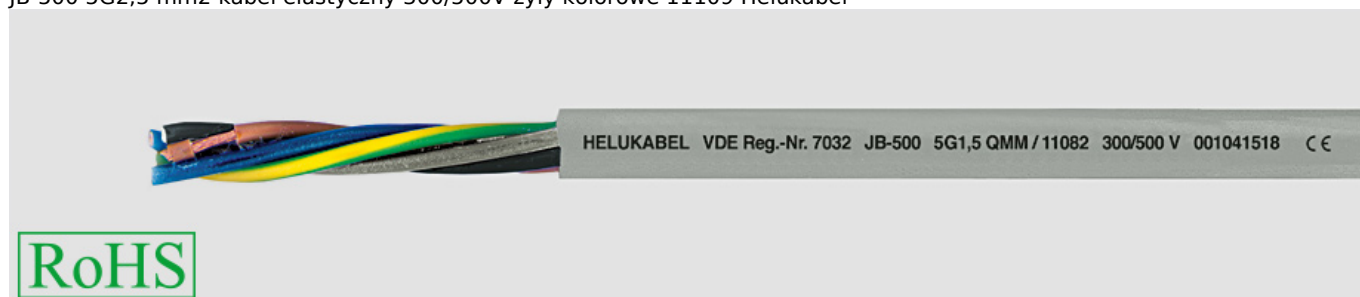 JB-500 5G2,5 mm2 kabel elastyczny 300/500V żyły kolorowe 11109 Helukabel
HELUKABEL VDE Reg.-Nr. 7032 JB-500 5G1,5 QMM / 11082 300/500 V 001041518 CE
RoHS